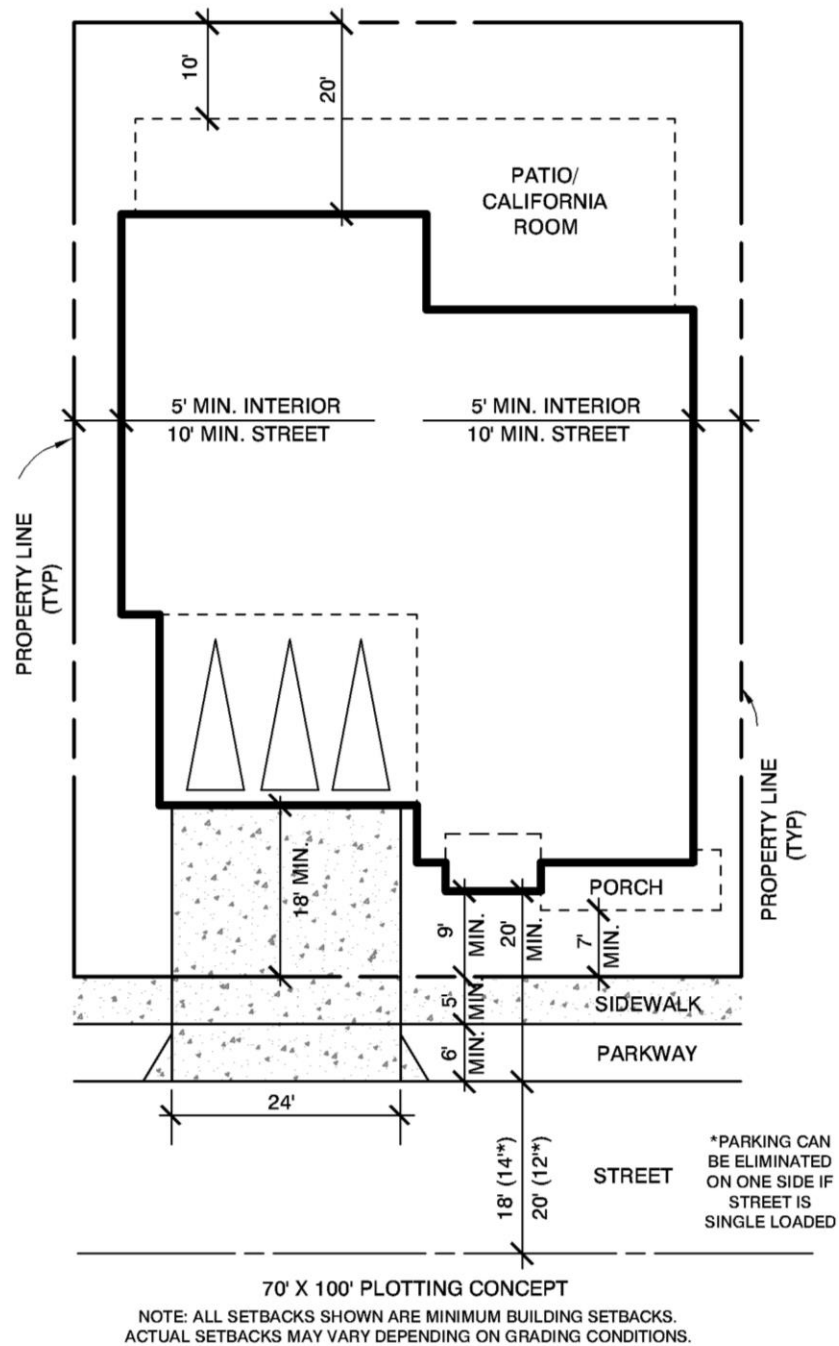 10'
20'
PATIO/
CALIFORNIA
ROOM
5' MIN. INTERIOR
10' MIN. STREET
5' MIN. INTERIOR
10' MIN. STREET
PROPERTY LINE
(TYP)
PROPERTY LINE
(TYP)
18' MIN.
PORCH
9'
MIN.
20'
MIN.
7'
MIN.
5'
MIN.
SIDEWALK
6'
MIN.
PARKWAY
24'
18' (14'*)
20' (12'*)
STREET
*PARKING CAN
BE ELIMINATED
ON ONE SIDE IF
STREET IS
SINGLE LOADED
70' X 100' PLOTTING CONCEPT
NOTE: ALL SETBACKS SHOWN ARE MINIMUM BUILDING SETBACKS.
ACTUAL SETBACKS MAY VARY DEPENDING ON GRADING CONDITIONS.